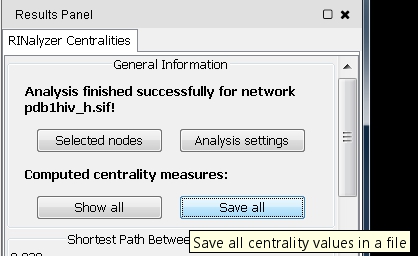 Results Panel
RINalyzer Centralities
General Information
Analysis finished successfully for network
pdb1hiv_h.sif!
Selected nodes
Analysis settings
Computed centrality measures:
Show all
Save all
Save all centrality values in a file
Shortest Path Betwe